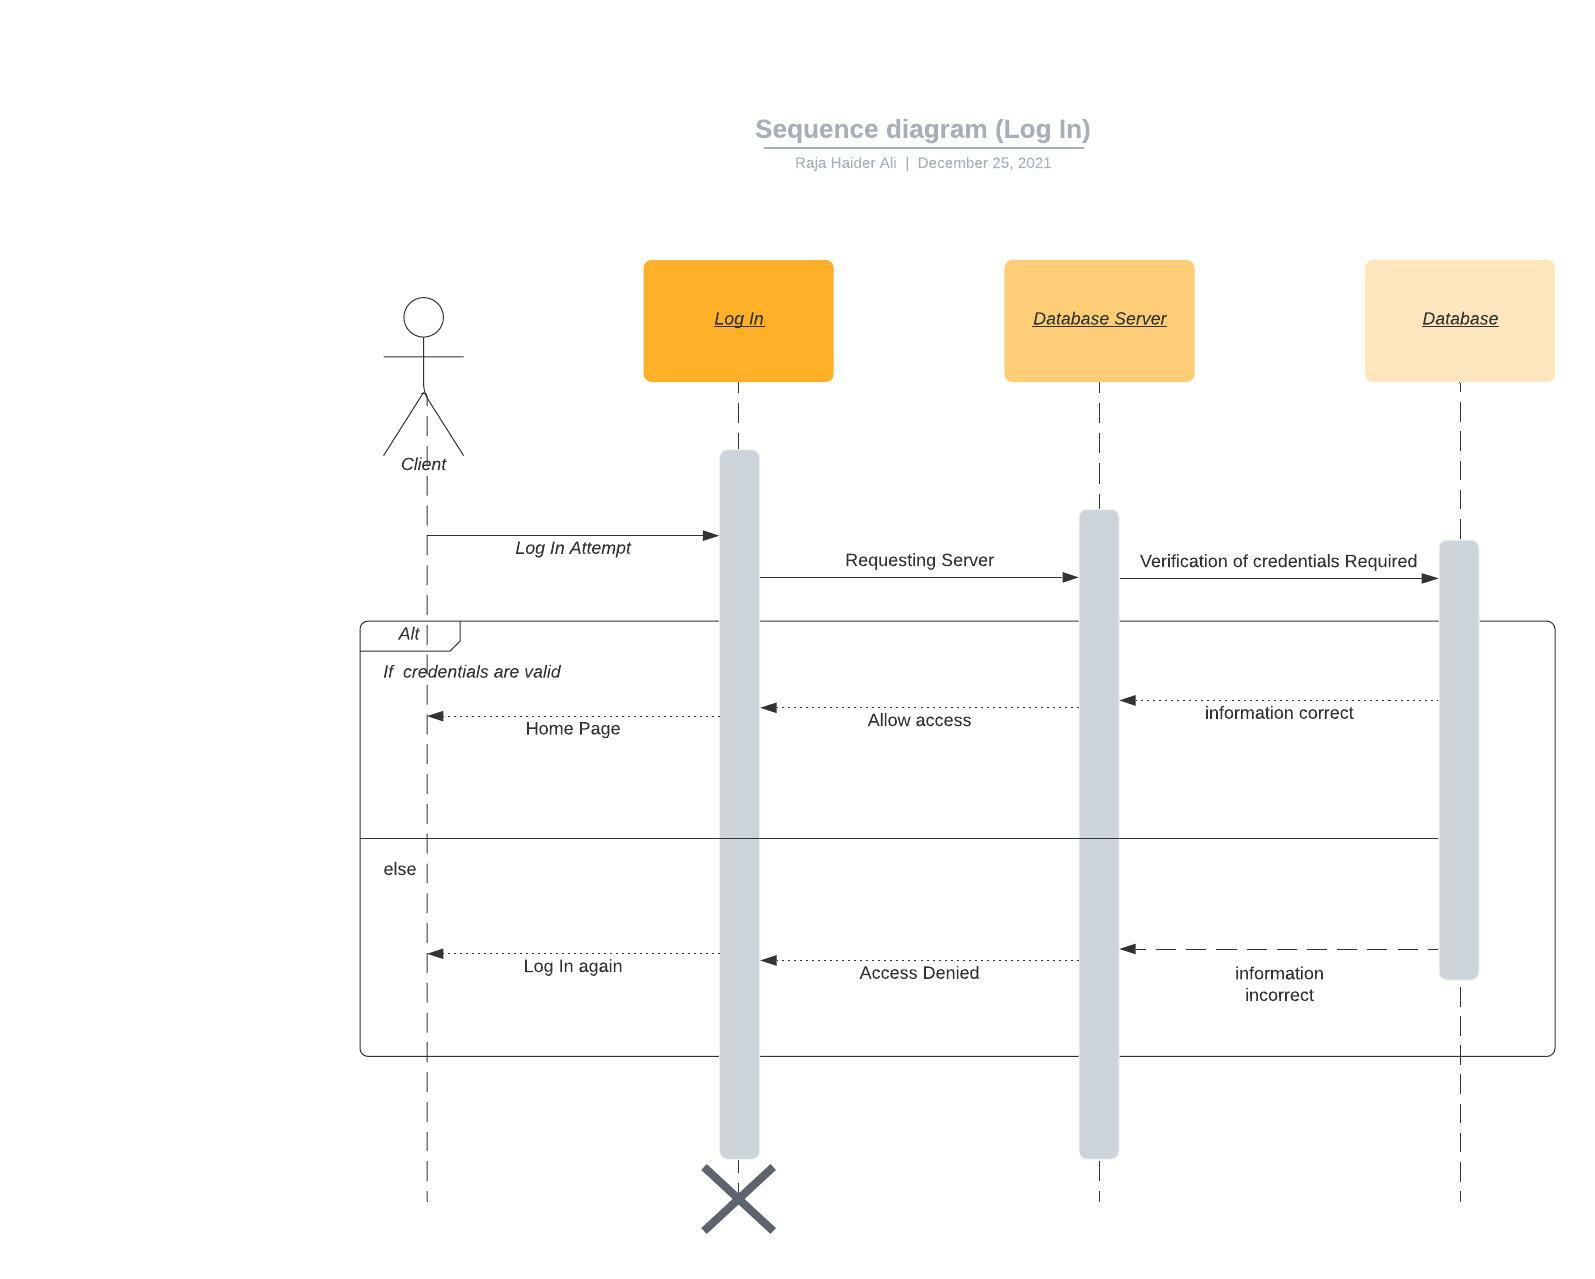 Sequence diagram (Log In)
Raja Haider Ali | December 25, 2021
Log In
Database Server
Database
Client
Log In Attempt
Requesting Server
Verification of credentials Required
Alt
If credentials are valid
information correct
Allow access
Home Page
else
Log In again
Access Denied
information
incorrect